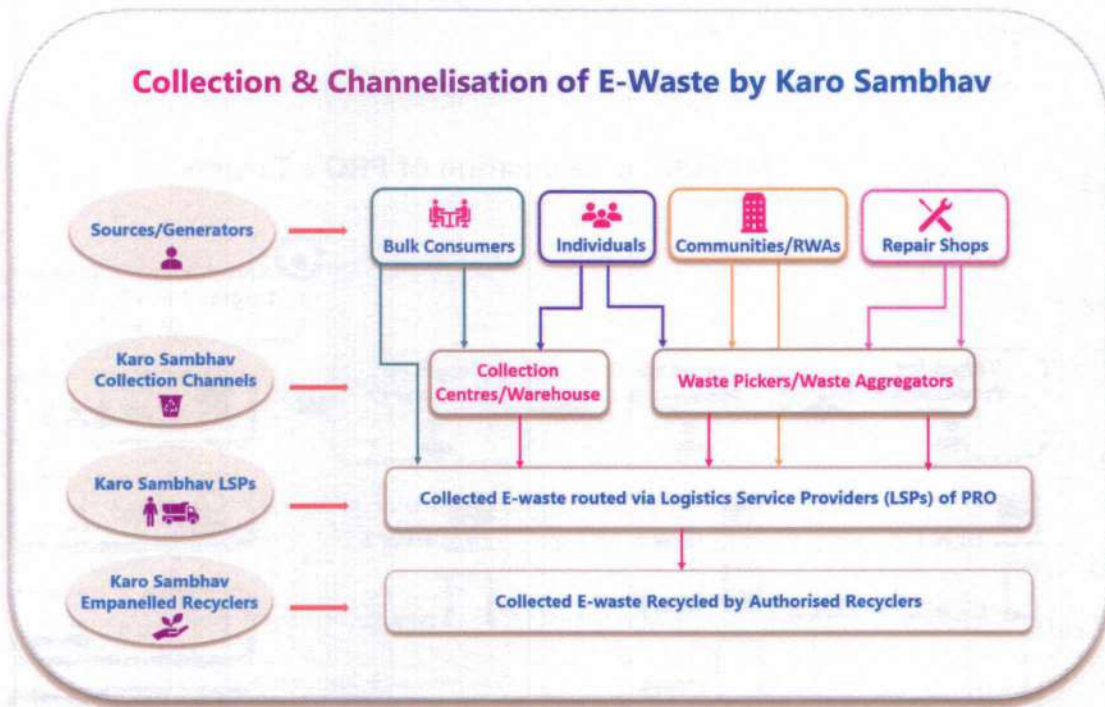 Collection & Channelisation of E-Waste by Karo Sambhav
Sources/Generators
Bulk Consumers
Individuals
Communities/RWAs
Repair Shops
Karo Sambhav
Collection Channels
Collection
Centres/Warehouse
Waste Pickers/Waste Aggregators
Karo Sambhav LSPs
Collected E-waste routed via Logistics Service Providers (LSPs) of PRO
Karo Sambhav
Empanelled Recyclers
Collected E-waste Recycled by Authorised Recyclers